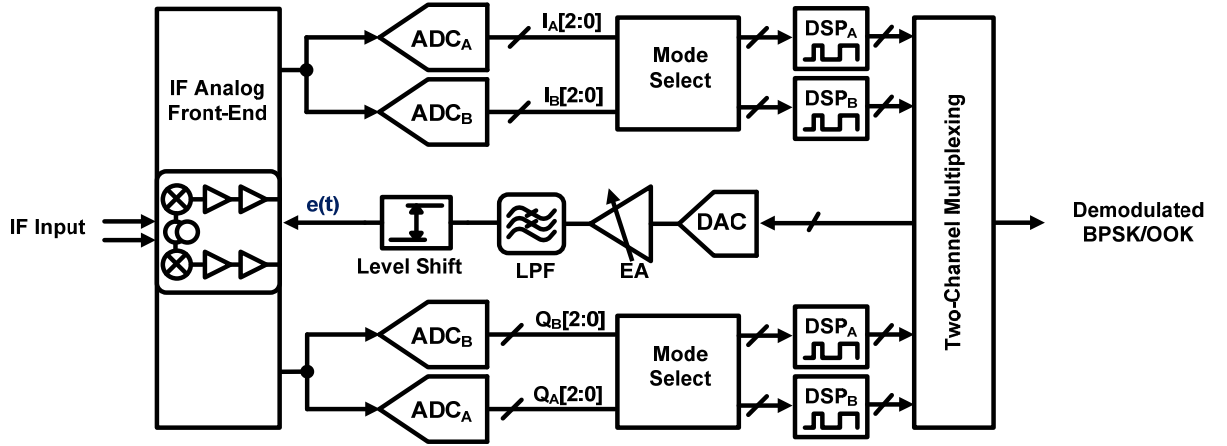 IF Analog
Front-End
ADC_A
I_A[2:0]
ADC_B
I_B[2:0]
Mode
Select
DSP_A
DSP_B
Two-Channel Multiplexing
IF Input
e(t)
Level Shift
LPF
EA
DAC
Demodulated
BPSK/OOK
ADC_B
Q_B[2:0]
ADC_A
Q_A[2:0]
Mode
Select
DSP_A
DSP_B